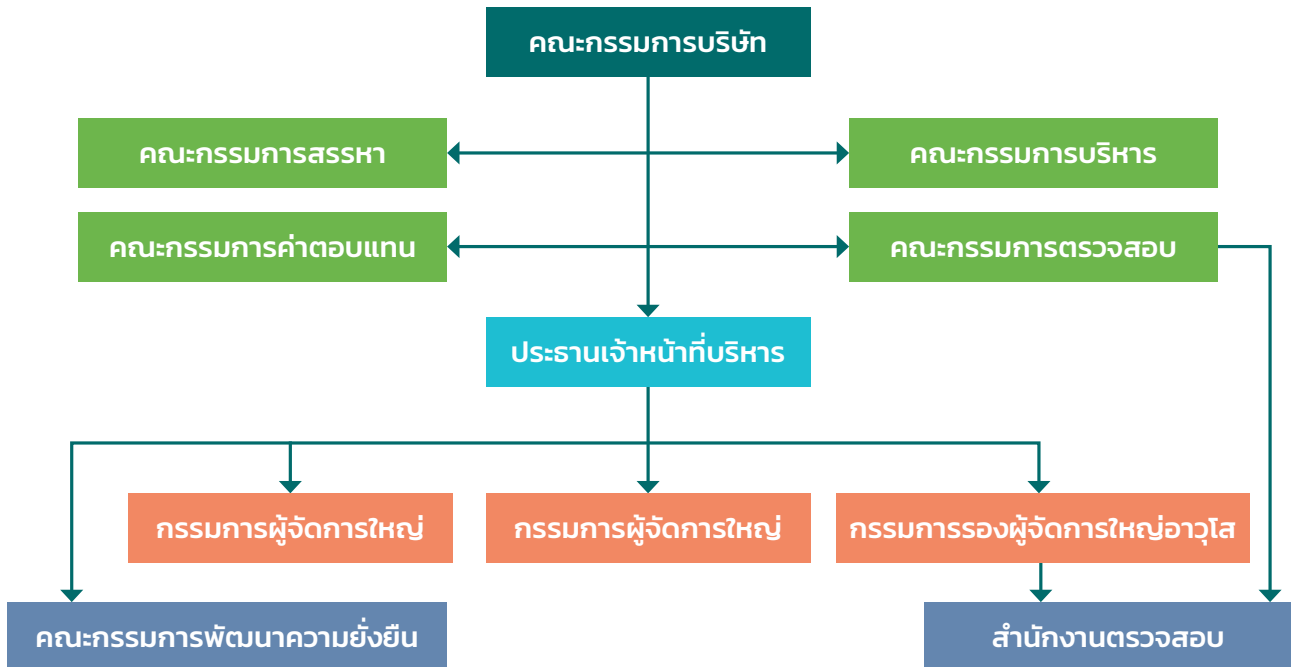 คณะกรรมการบริษัท
คณะกรรมการสรรหา
คณะกรรมการบริหาร
คณะกรรมการค่าตอบแทน
คณะกรรมการตรวจสอบ
ประธานเจ้าหน้าที่บริหาร
กรรมการผู้จัดการใหญ่
กรรมการผู้จัดการใหญ่
กรรมการรองผู้จัดการใหญ่อาวุโส
คณะกรรมการพัฒนาความยั่งยืน
สำนักงานตรวจสอบ